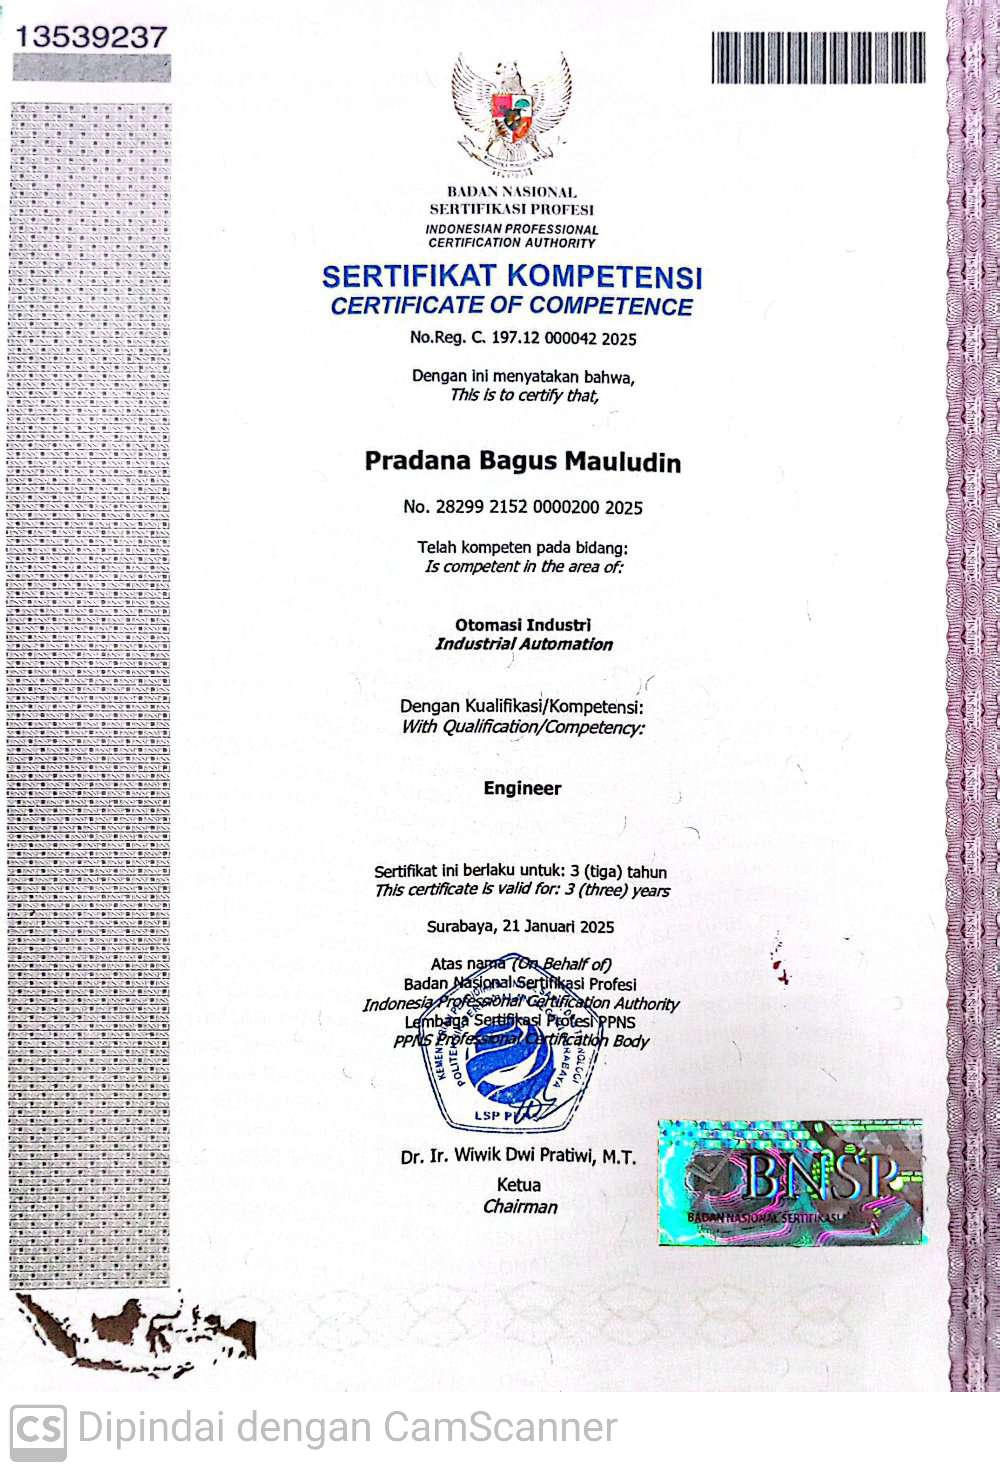 13539237
BADAN NASIONAL
SERTIFIKASI PROFESI
INDONESIAN PROFESSIONAL
CERTIFICATION AUTHORITY
SERTIFIKAT KOMPETENSI
CERTIFICATE OF COMPETENCE
No.Reg. C. 197.12 000042 2025
Dengan ini menyatakan bahwa,
This is to certify that,
Pradana Bagus Mauludin
No. 28299 2152 0000200 2025
Telah kompeten pada bidang:
Is competent in the area of:
Otomasi Industri
Industrial Automation
Dengan Kualifikasi/Kompetensi:
With Qualification/Competency:
Engineer
Sertifikat ini berlaku untuk: 3 (tiga) tahun
This certificate is valid for: 3 (three) years
Surabaya, 21 Januari 2025
Atas nama (On Behalf of)
Badan Nasional Sertifikasi Profesi
Indonesia Professional Certification Authority
Lembaga Sertifikasi Profesi PPNS
PPNS Professional Certification Body
LSP
Dr. Ir. Wiwik Dwi Pratiwi, M.T.
Ketua
Chairman
BNSP
BADAN NASIONAL SERTIFIKASI
CS Dipindai dengan CamScanner